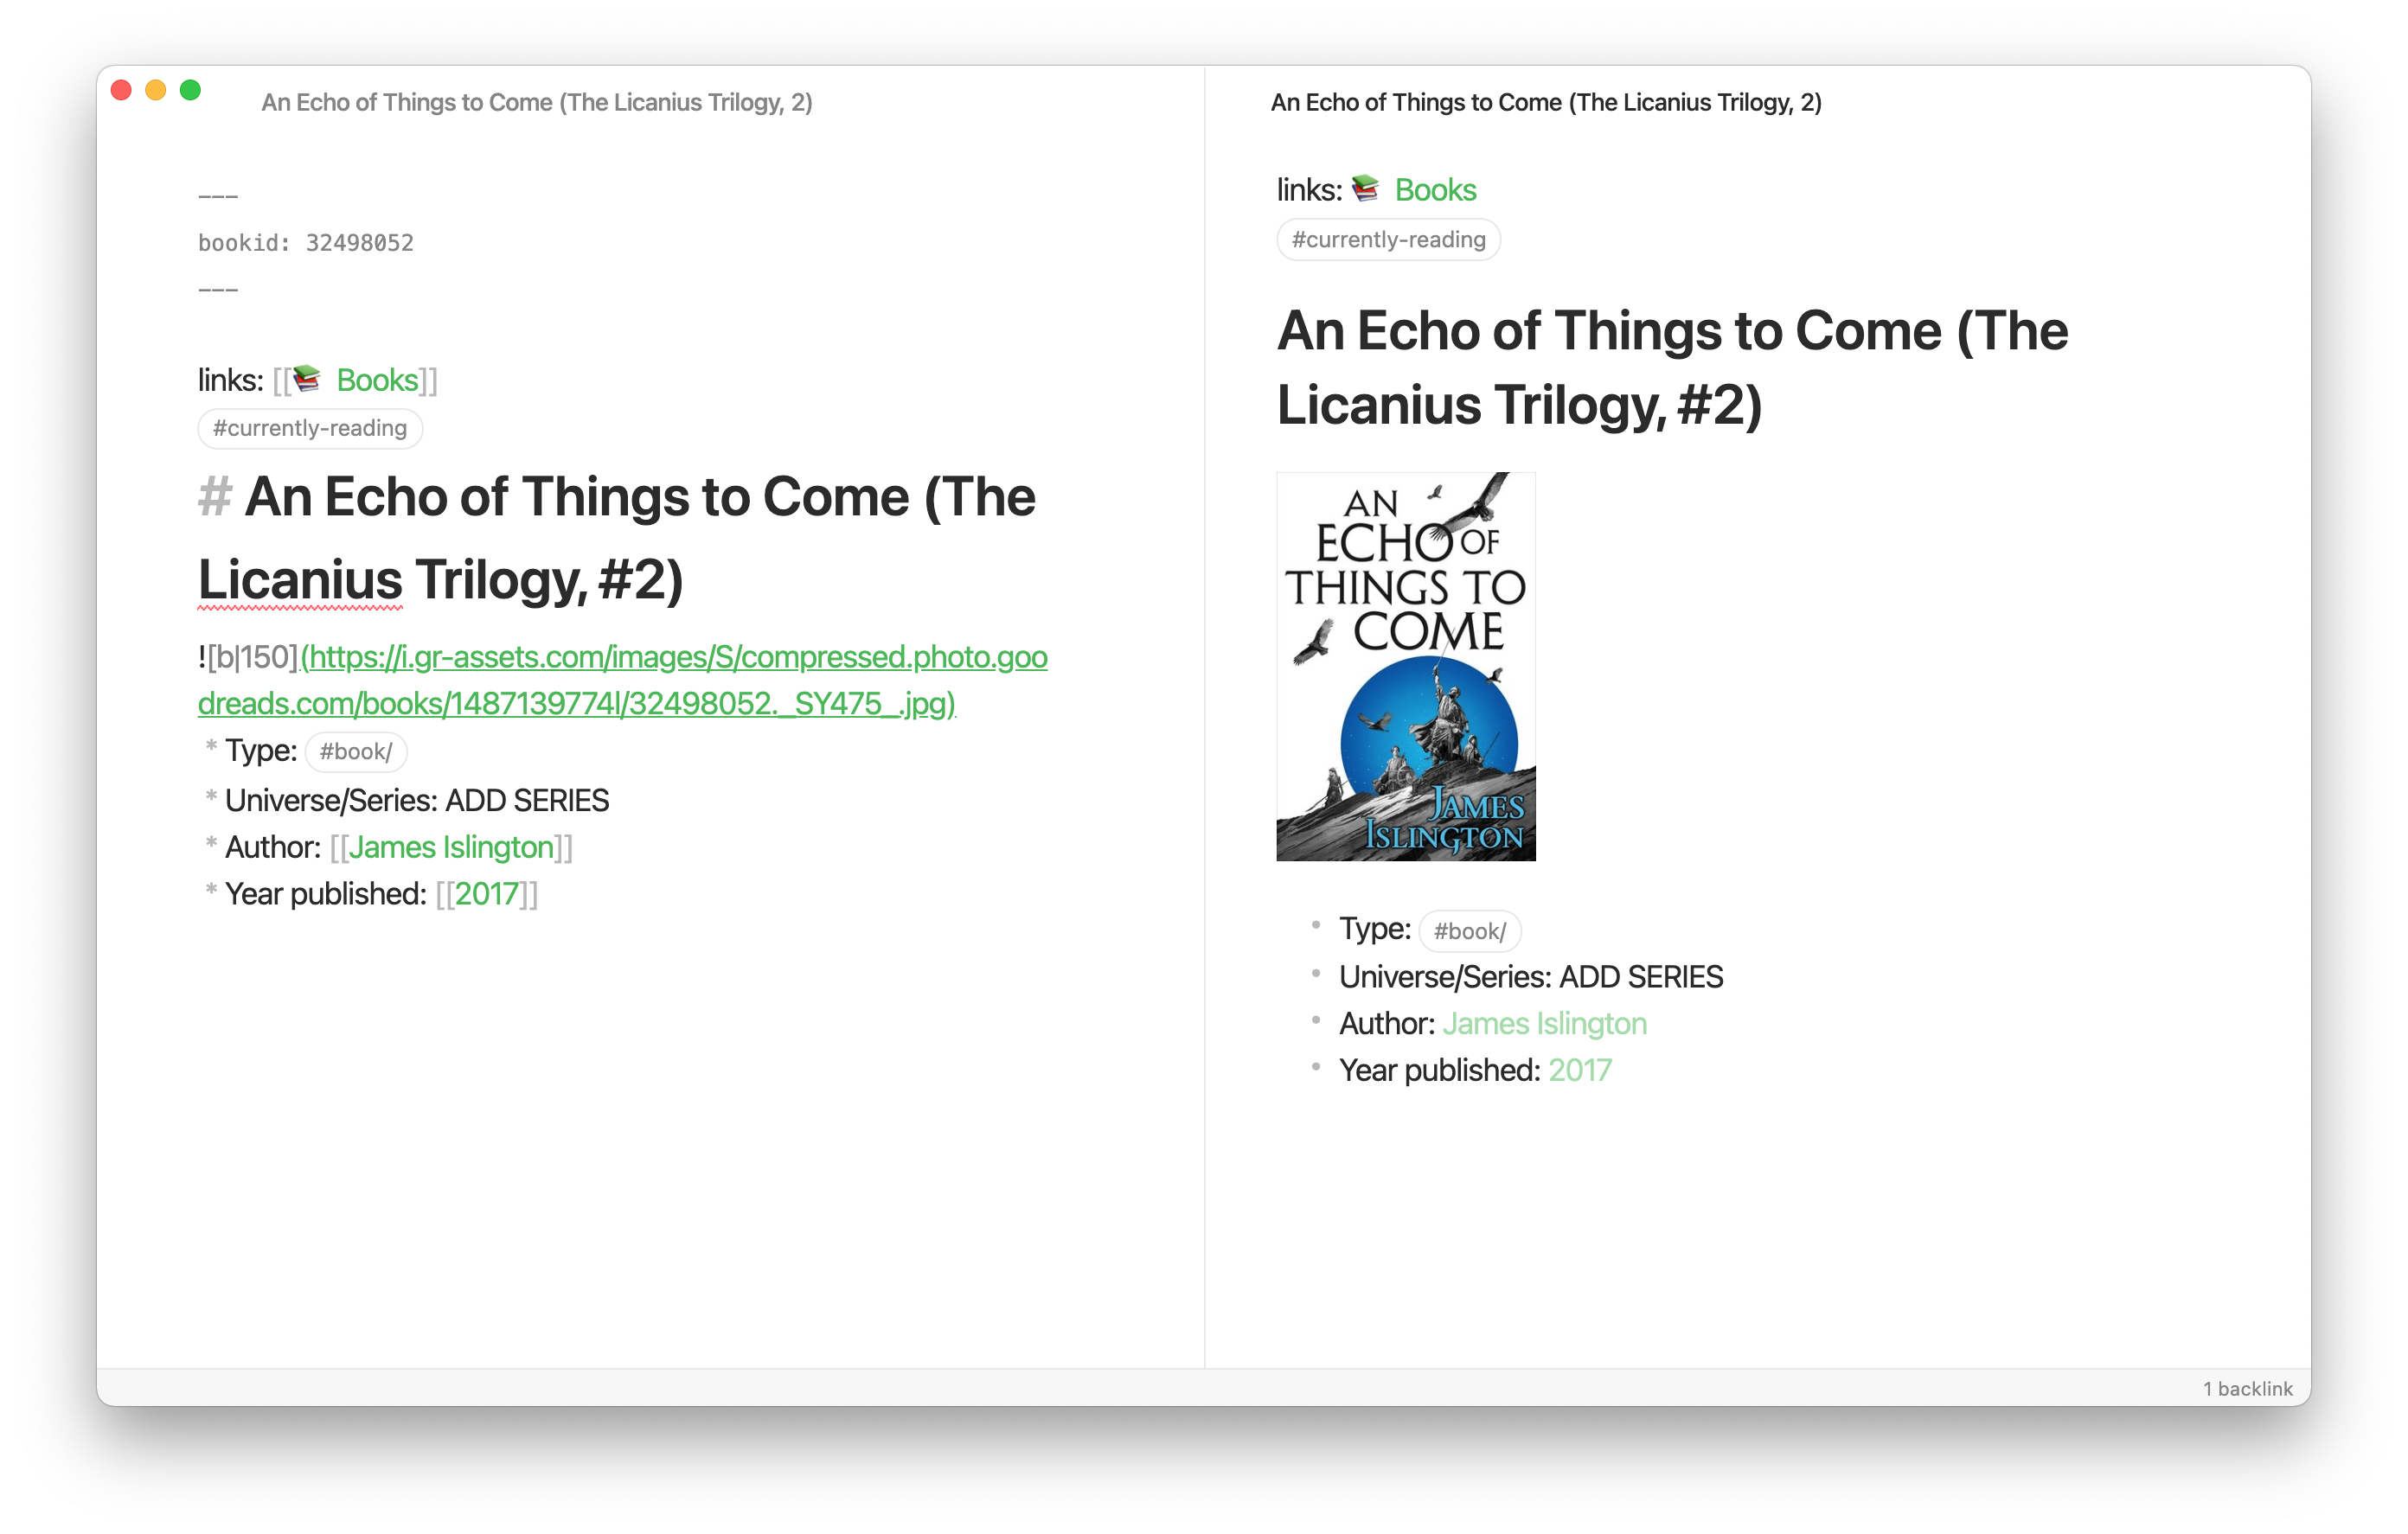 An Echo of Things to Come (The Licanius Trilogy, 2)
---
bookid: 32498052
---
links: [[📚 Books]]
#currently-reading
# An Echo of Things to Come (The
Licanius Trilogy, #2)
![b|150](https://i.gr-assets.com/images/S/compressed.photo.goo
dreads.com/books/1487139774l/32498052._SY475_.jpg)
* Type: #book/
* Universe/Series: ADD SERIES
* Author: [[James Islington]]
* Year published: [[2017]]
An Echo of Things to Come (The Licanius Trilogy, 2)
links: 📚 Books
#currently-reading
An Echo of Things to Come (The
Licanius Trilogy, #2)
AN
ECHO OF
THINGS TO
COME
JAMES
ISLINGTON
• Type: #book/
• Universe/Series: ADD SERIES
• Author: James Islington
• Year published: 2017
1 backlink